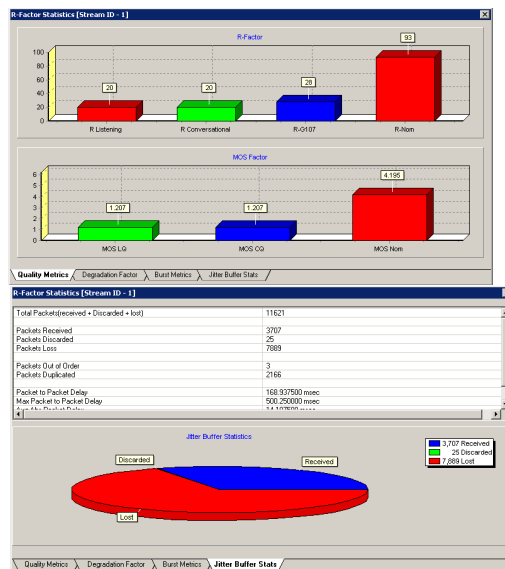 R-Factor Statistics [Stream ID - 1]
R-Factor
93
100
80
60
40
20
0
20
20
28
R Listening
R Conversational
R-G107
R-Nom
MOS Factor
4.195
6
5
4
3
2
1
0
1.207
1.207
MOS LQ
MOS CQ
MOS Nom
Quality Metrics
Degradation Factor
Burst Metrics
Jitter Buffer Stats
R-Factor Statistics [Stream ID - 1]
Total Packets(received + Discarded + lost) 11621
Packets Received 3707
Packets Discarded 25
Packets Loss 7889
Packets Out of Order 3
Packets Duplicated 2166
Packet to Packet Delay 168.937500 msec
Max Packet to Packet Delay 500.250000 msec
Jitter Buffer Statistics
3,707 Received
25 Discarded
7,889 Lost
Discarded
Received
Lost
Quality Metrics
Degradation Factor
Burst Metrics
Jitter Buffer Stats